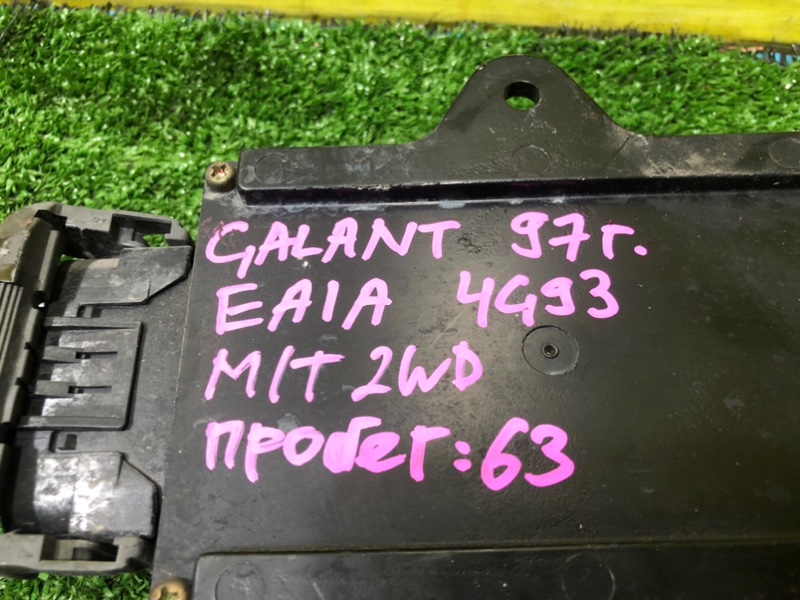 GALANT 97г.
EA1A 4G93
M/T 2WD
пробег: 63